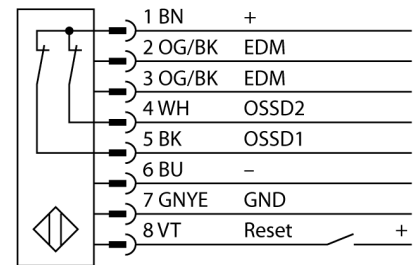 1 BN +
2 OG/BK EDM
3 OG/BK EDM
4 WH OSSD2
5 BK OSSD1
6 BU –
7 GNYE GND
8 VT Reset +